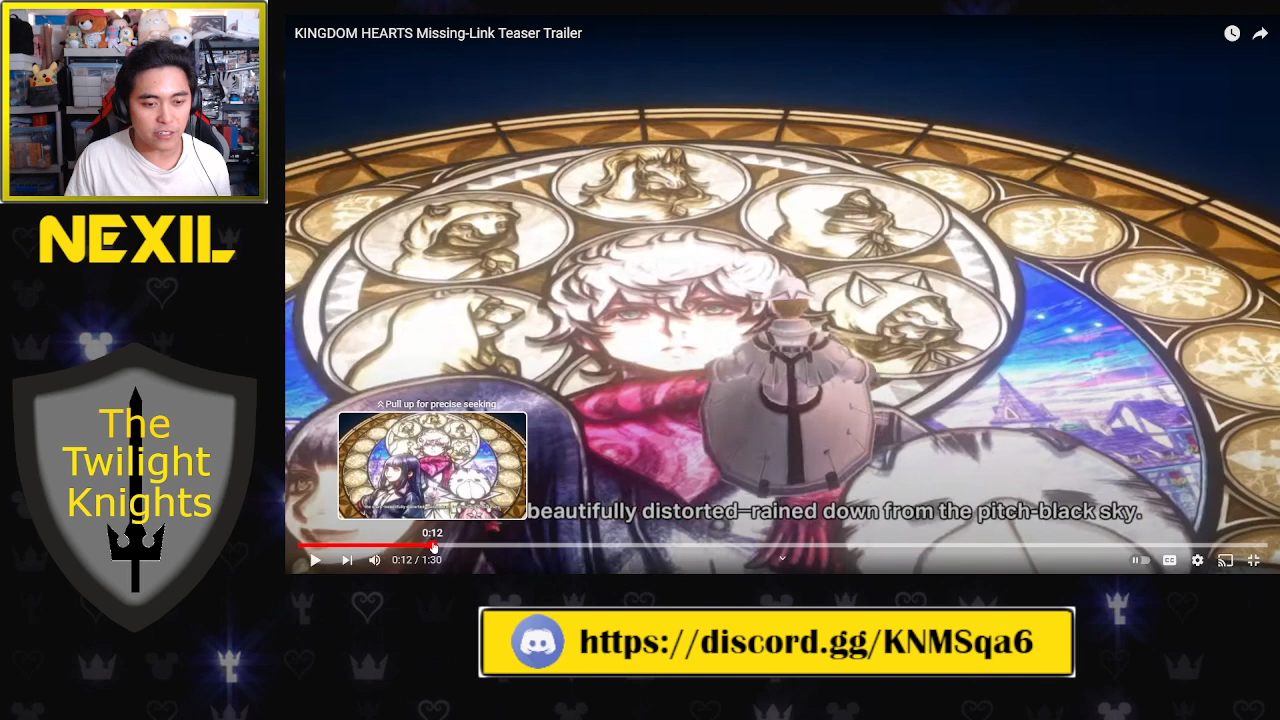 KINGDOM HEARTS Missing-Link Teaser Trailer
NEXIL
The
Twilight
Knights
Pull up for precise seeking
beautifully distorted—rained down from the pitch-black sky.
0:12
0:12 / 1:30
CC
https://discord.gg/KNMSqa6